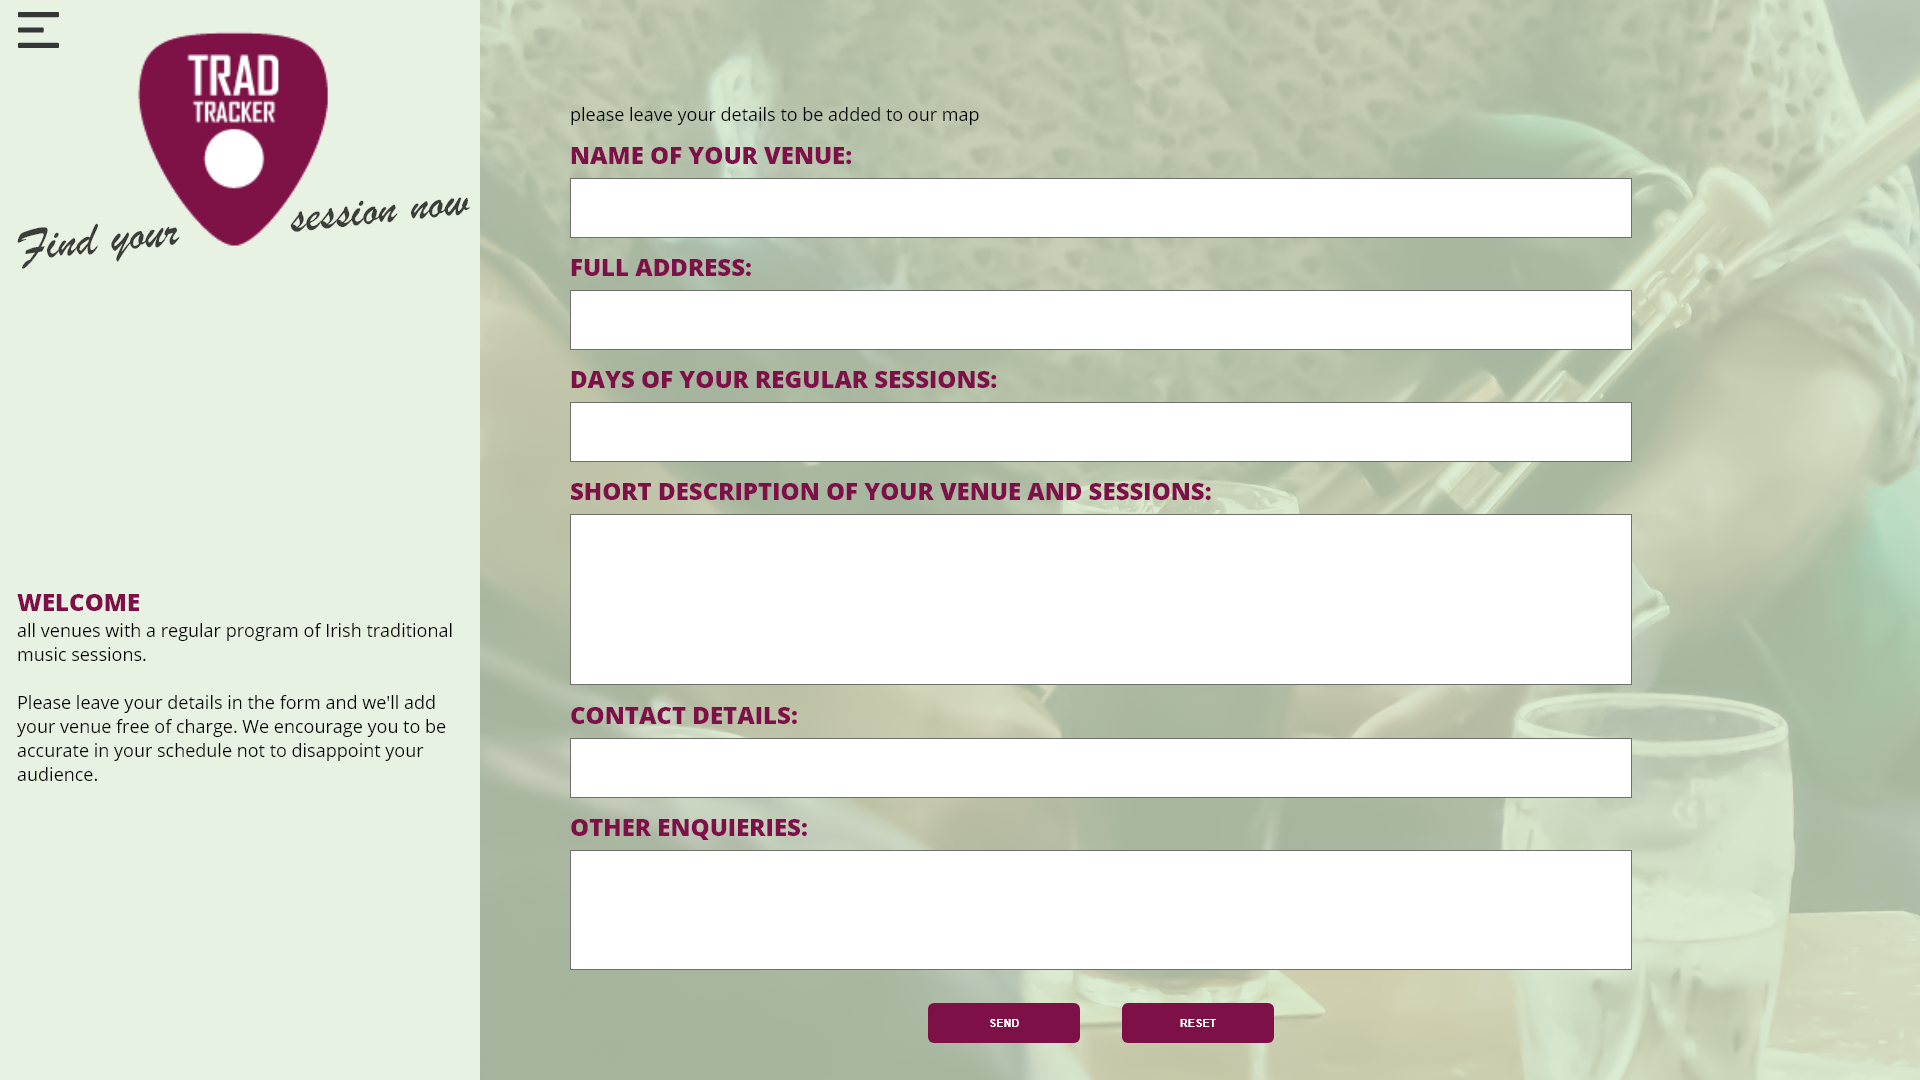 TRAD
TRACKER
Find your session now
WELCOME
all venues with a regular program of Irish traditional
music sessions.
Please leave your details in the form and we'll add
your venue free of charge. We encourage you to be
accurate in your schedule not to disappoint your
audience.
please leave your details to be added to our map
NAME OF YOUR VENUE:
FULL ADDRESS:
DAYS OF YOUR REGULAR SESSIONS:
SHORT DESCRIPTION OF YOUR VENUE AND SESSIONS:
CONTACT DETAILS:
OTHER ENQUIERIES:
SEND
RESET